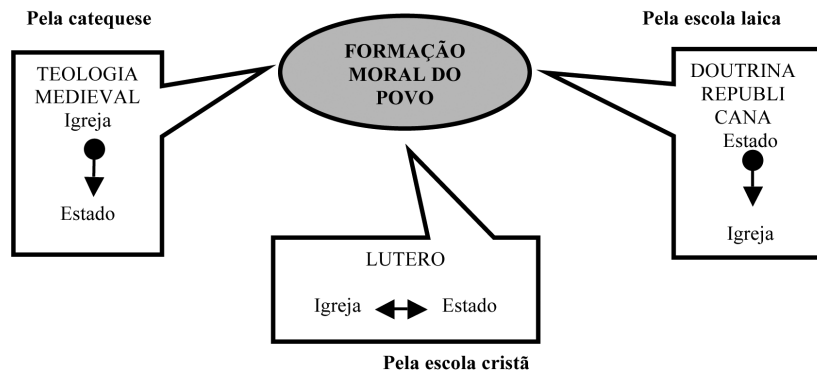 Pela catequese
Pela escola laica
FORMAÇÃO
MORAL DO
POVO
TEOLOGIA
MEDIEVAL
Igreja
Estado
DOUTRINA
REPUBLI
CANA
Estado
Igreja
LUTERO
Igreja Estado
Pela escola cristã